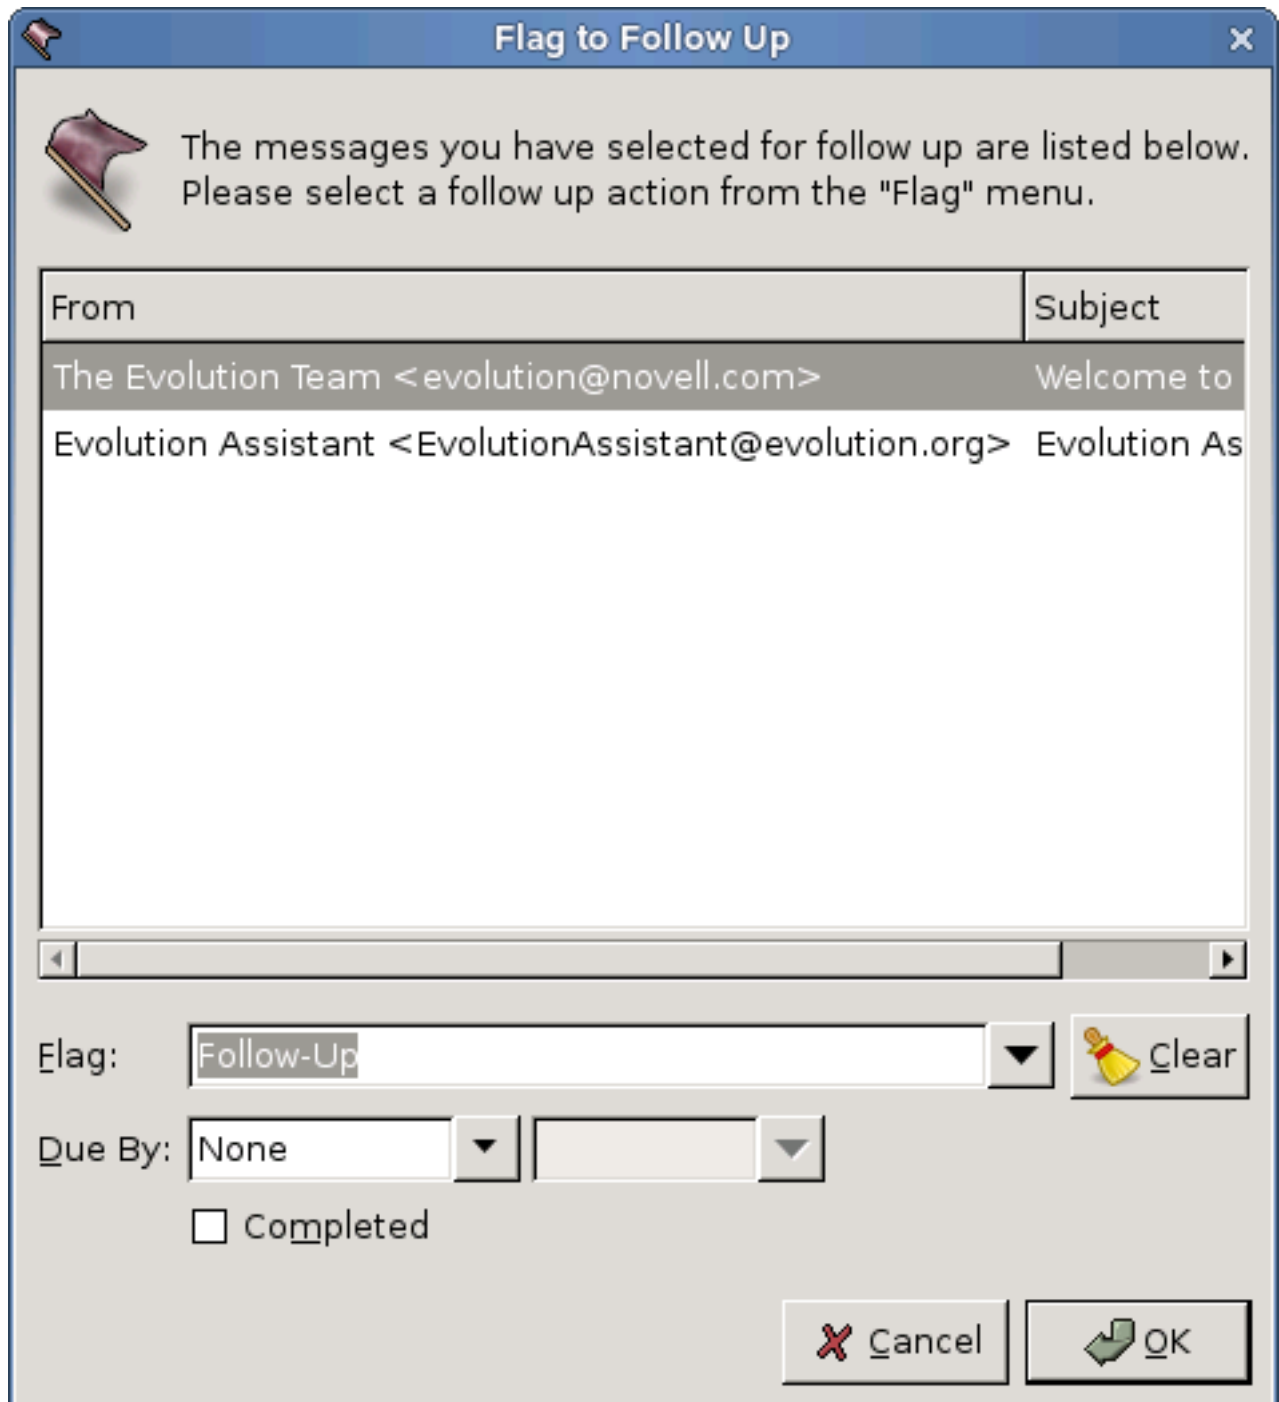 Flag to Follow Up
The messages you have selected for follow up are listed below.
Please select a follow up action from the "Flag" menu.
From Subject
The Evolution Team <evolution@novell.com> Welcome to
Evolution Assistant <EvolutionAssistant@evolution.org> Evolution As
Flag: Follow-Up Clear
Due By: None
Completed
Cancel OK